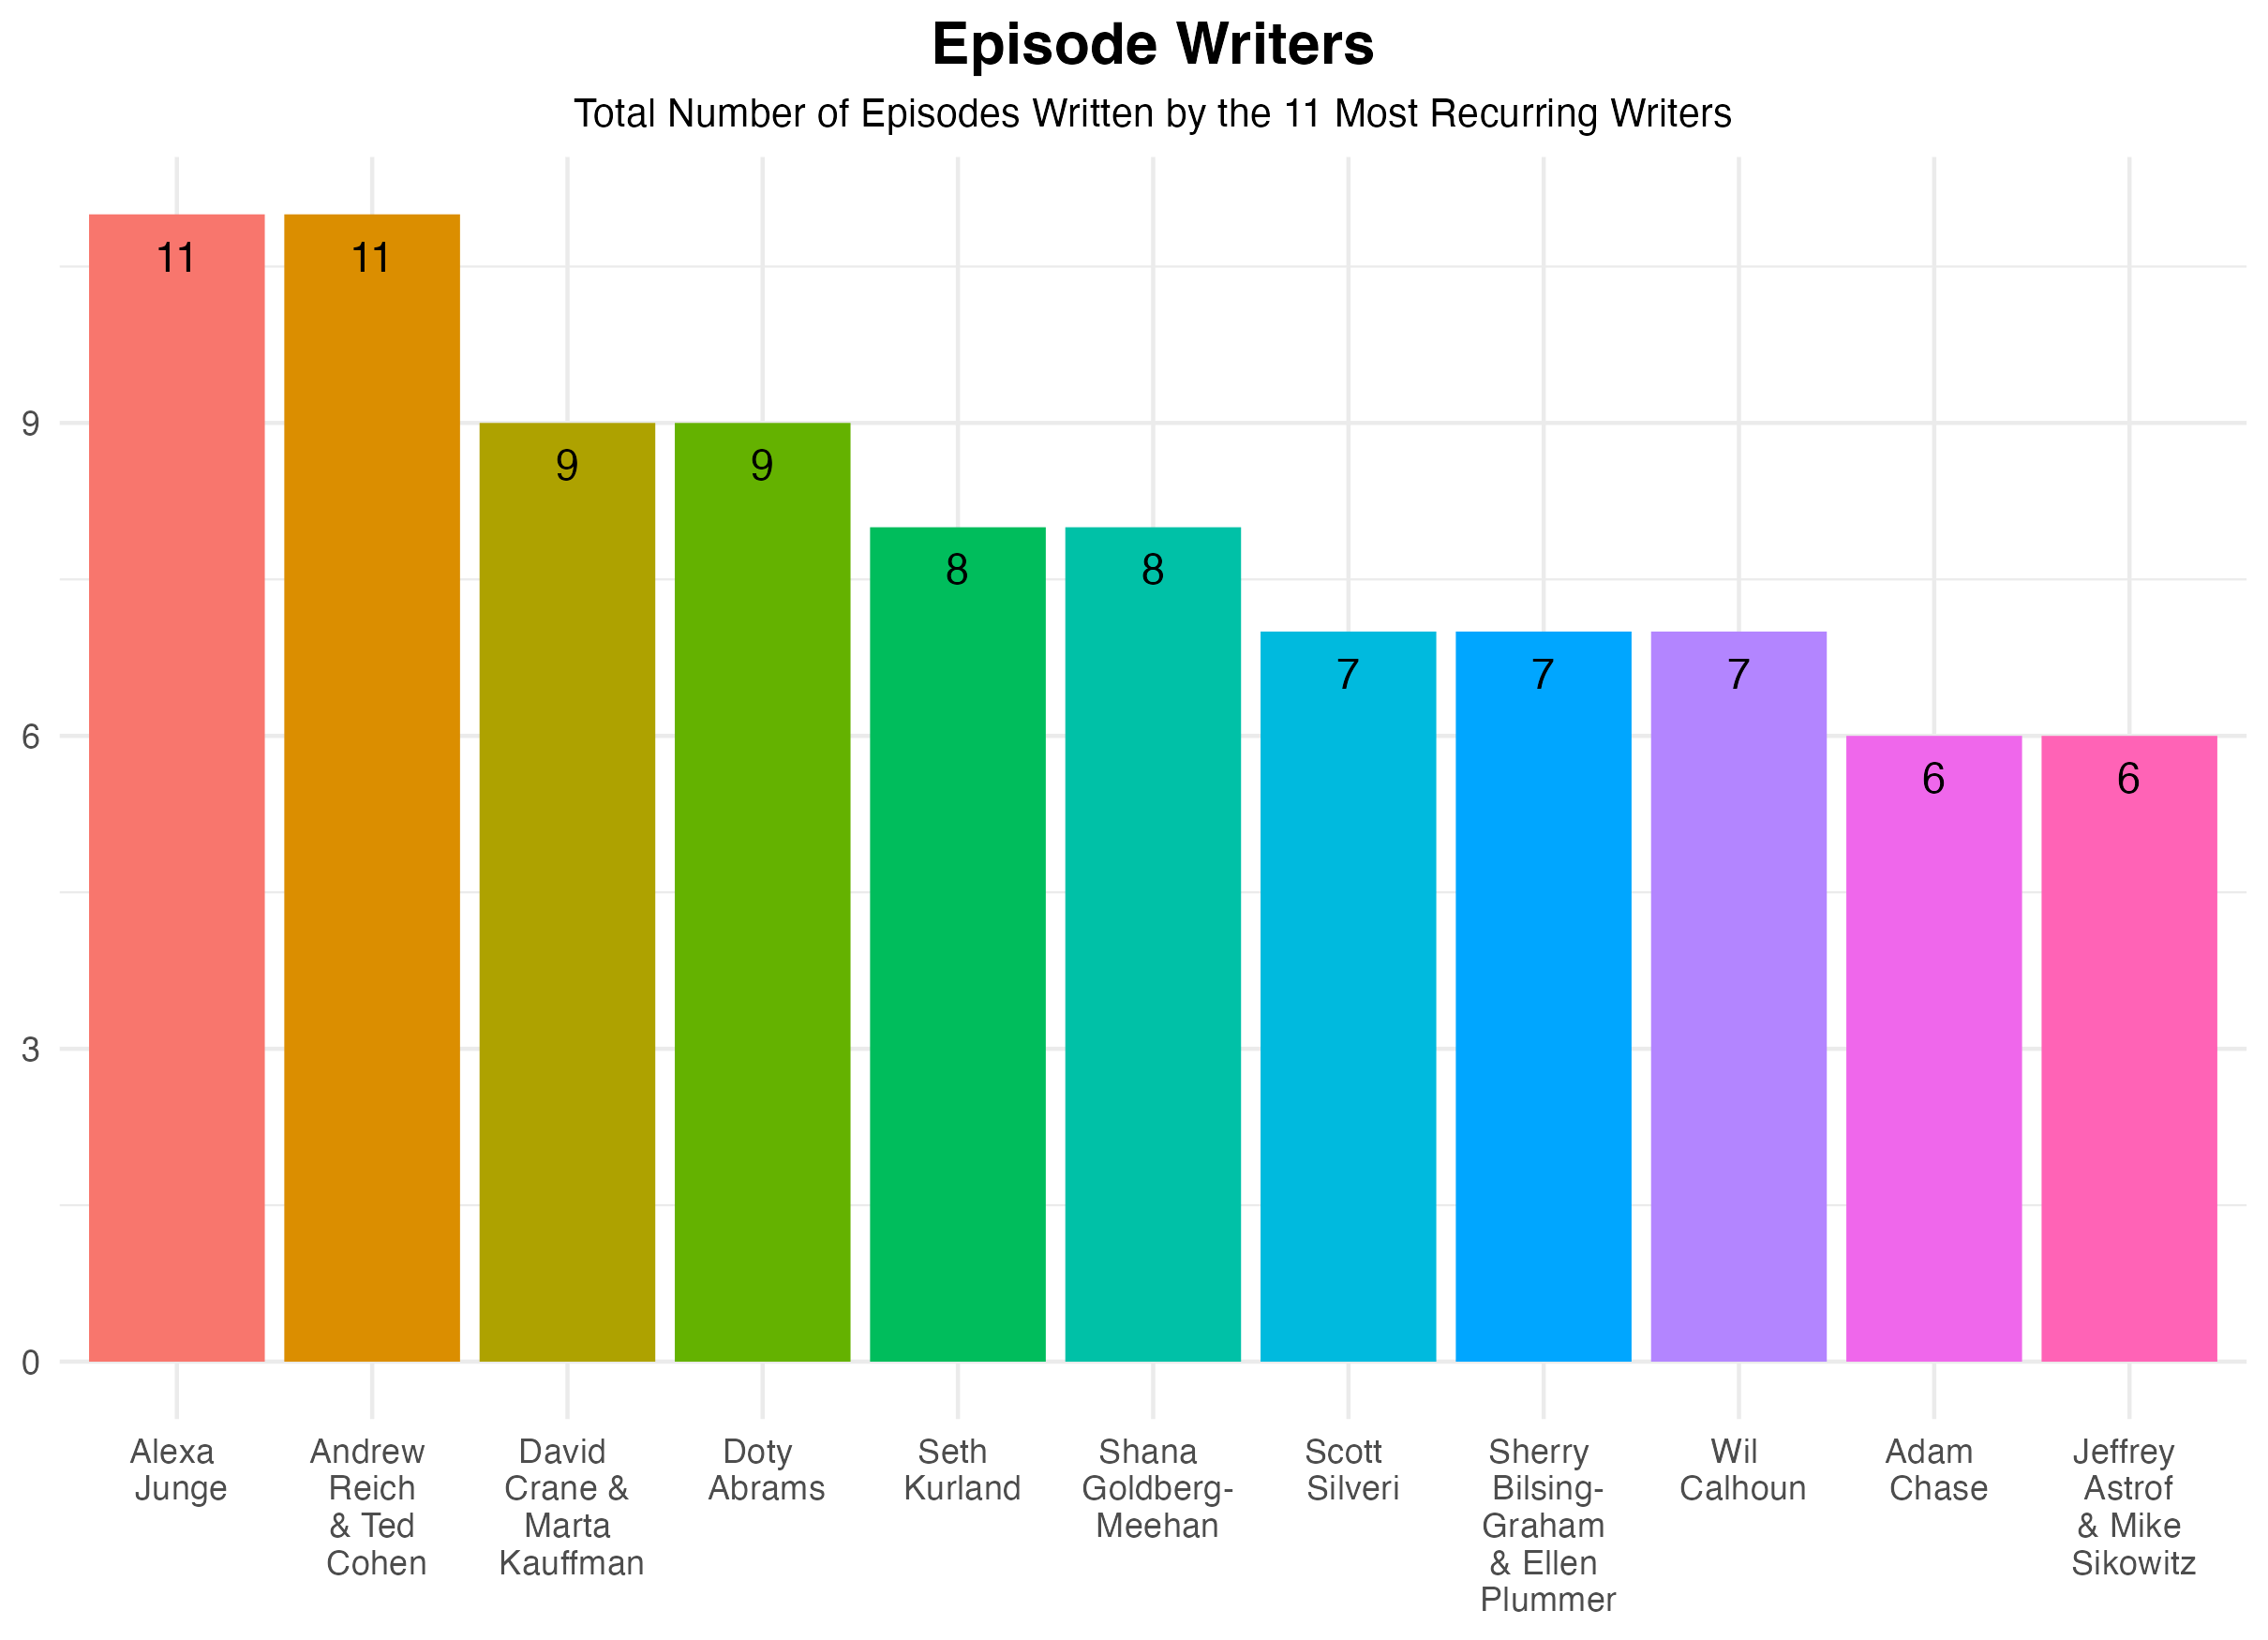 Episode Writers
Total Number of Episodes Written by the 11 Most Recurring Writers
11
11
9
9
8
8
7
7
7
6
6
9
6
3
0
Alexa
Junge
Andrew
Reich
& Ted
Cohen
David
Crane &
Marta
Kauffman
Doty
Abrams
Seth
Kurland
Shana
Goldberg-
Meehan
Scott
Silveri
Sherry
Bilsing-
Graham
& Ellen
Plummer
Wil
Calhoun
Adam
Chase
Jeffrey
Astrof
& Mike
Sikowitz